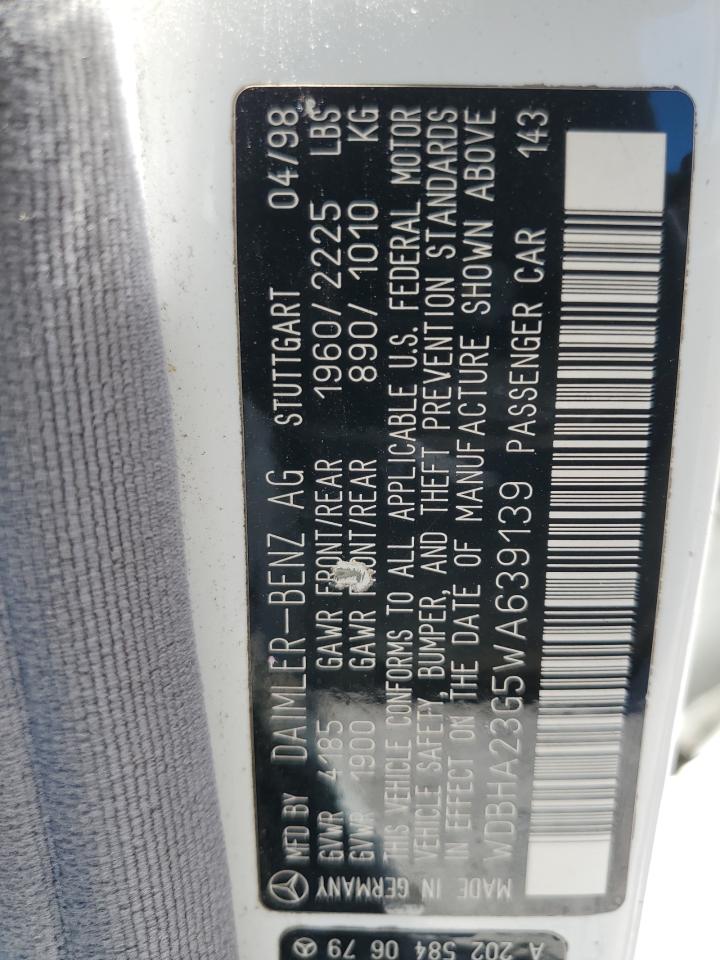 MFD BY DAIMLER-BENZ AG STUTTGART 04/98
GVWR 4185 GAWR FRONT/REAR 1960/2225 LBS
GVWR 1900 GAWR FRONT/REAR 890/1010 KG
THIS VEHICLE CONFORMS TO ALL APPLICABLE U.S. FEDERAL MOTOR
VEHICLE SAFETY, BUMPER, AND THEFT PREVENTION STANDARDS
IN EFFECT ON THE DATE OF MANUFACTURE SHOWN ABOVE
MADE IN GERMANY
WDBHA23G5WA639139 PASSENGER CAR 143
A 202 584 06 79